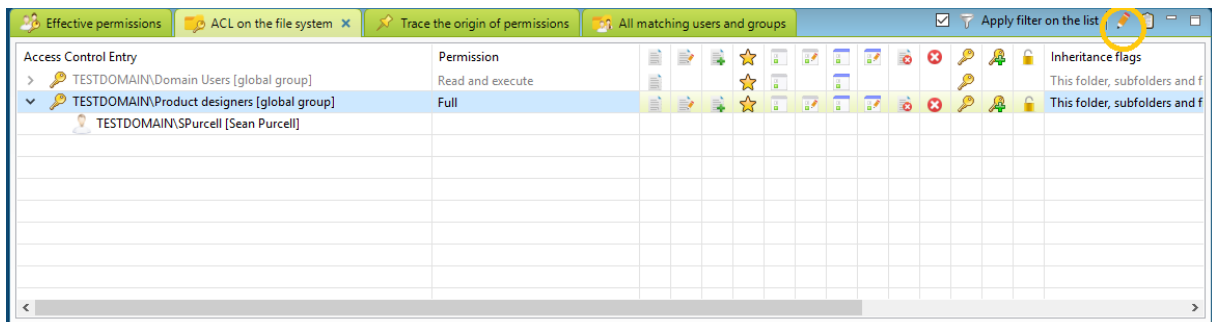 Effective permissions ACL on the file system Trace the origin of permissions All matching users and groups Apply filter on the list
Access Control Entry Permission Inheritance flags
TESTDOMAIN\Domain Users [global group] Read and execute This folder, subfolders and f
TESTDOMAIN\Product designers [global group] Full This folder, subfolders and f
TESTDOMAIN\SPurcell [Sean Purcell]